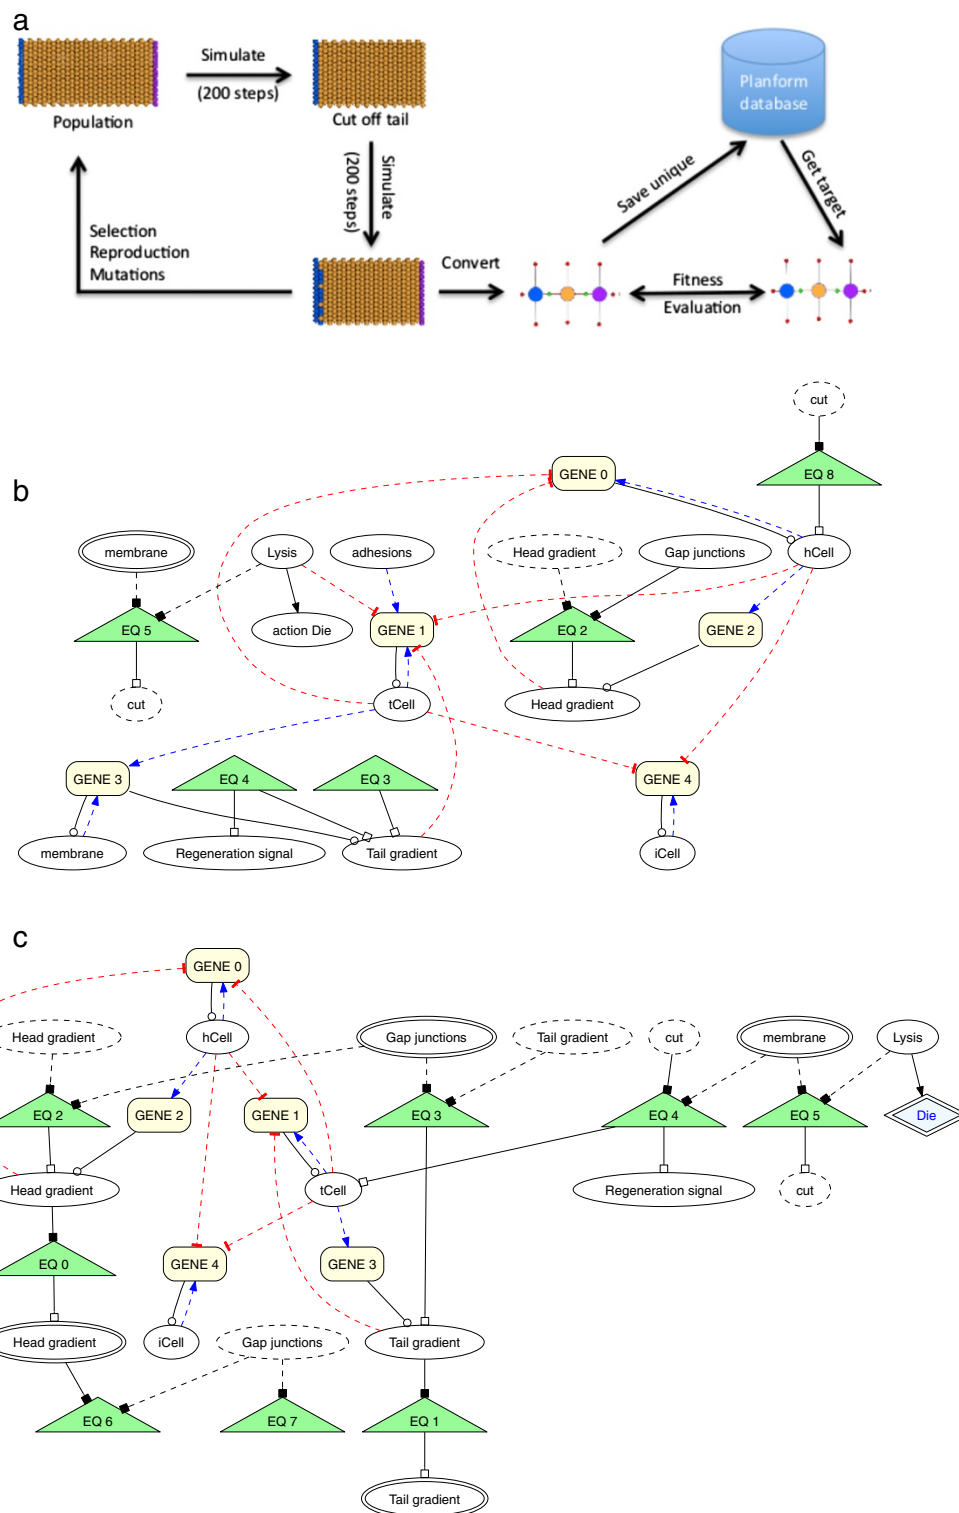 a
Simulate
(200 steps)
Population
Cut off tail
Planform
database
Simulate
(200 steps)
Save unique
Get target
Selection
Reproduction
Mutations
Convert
Fitness
Evaluation
b
cut
GENE 0
EQ 8
membrane
Lysis
adhesions
Head gradient
Gap junctions
hCell
EQ 5
action Die
GENE 1
EQ 2
GENE 2
cut
tCell
Head gradient
GENE 3
EQ 4
EQ 3
GENE 4
membrane
Regeneration signal
Tail gradient
iCell
c
GENE 0
Head gradient
hCell
Gap junctions
Tail gradient
cut
membrane
Lysis
EQ 2
GENE 2
GENE 1
EQ 3
EQ 4
EQ 5
Die
Head gradient
tCell
Regeneration signal
cut
EQ 0
GENE 4
GENE 3
Head gradient
iCell
Gap junctions
Tail gradient
EQ 6
EQ 7
EQ 1
Tail gradient